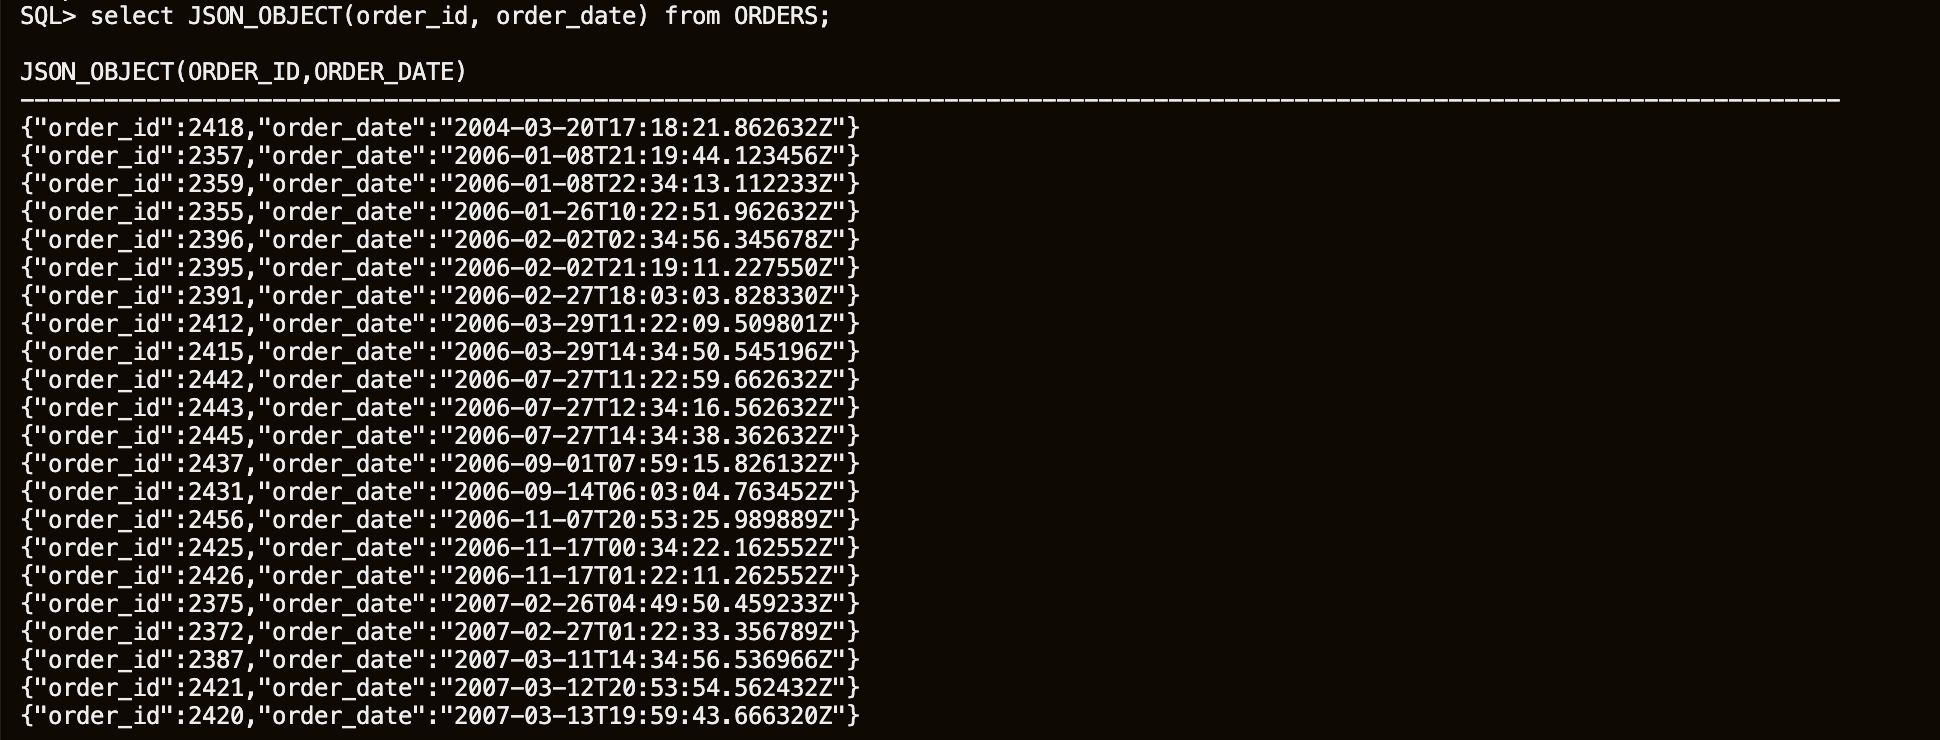 SQL> select JSON_OBJECT(order_id, order_date) from ORDERS;
JSON_OBJECT(ORDER_ID,ORDER_DATE)
--------------------------------------------------------------------------------------------------------------------------------
{"order_id":2418,"order_date":"2004-03-20T17:18:21.862632Z"}
{"order_id":2357,"order_date":"2006-01-08T21:19:44.123456Z"}
{"order_id":2359,"order_date":"2006-01-08T22:34:13.112233Z"}
{"order_id":2355,"order_date":"2006-01-26T10:22:51.962632Z"}
{"order_id":2396,"order_date":"2006-02-02T02:34:56.345678Z"}
{"order_id":2395,"order_date":"2006-02-02T21:19:11.227550Z"}
{"order_id":2391,"order_date":"2006-02-27T18:03:03.828330Z"}
{"order_id":2412,"order_date":"2006-03-29T11:22:09.509801Z"}
{"order_id":2415,"order_date":"2006-03-29T14:34:50.545196Z"}
{"order_id":2442,"order_date":"2006-07-27T11:22:59.662632Z"}
{"order_id":2443,"order_date":"2006-07-27T12:34:16.562632Z"}
{"order_id":2445,"order_date":"2006-07-27T14:34:38.362632Z"}
{"order_id":2437,"order_date":"2006-09-01T07:59:15.826132Z"}
{"order_id":2431,"order_date":"2006-09-14T06:03:04.763452Z"}
{"order_id":2456,"order_date":"2006-11-07T20:53:25.989889Z"}
{"order_id":2425,"order_date":"2006-11-17T00:34:22.162552Z"}
{"order_id":2426,"order_date":"2006-11-17T01:22:11.262552Z"}
{"order_id":2375,"order_date":"2007-02-26T04:49:50.459233Z"}
{"order_id":2372,"order_date":"2007-02-27T01:22:33.356789Z"}
{"order_id":2387,"order_date":"2007-03-11T14:34:56.536966Z"}
{"order_id":2421,"order_date":"2007-03-12T20:53:54.562432Z"}
{"order_id":2420,"order_date":"2007-03-13T19:59:43.666320Z"}